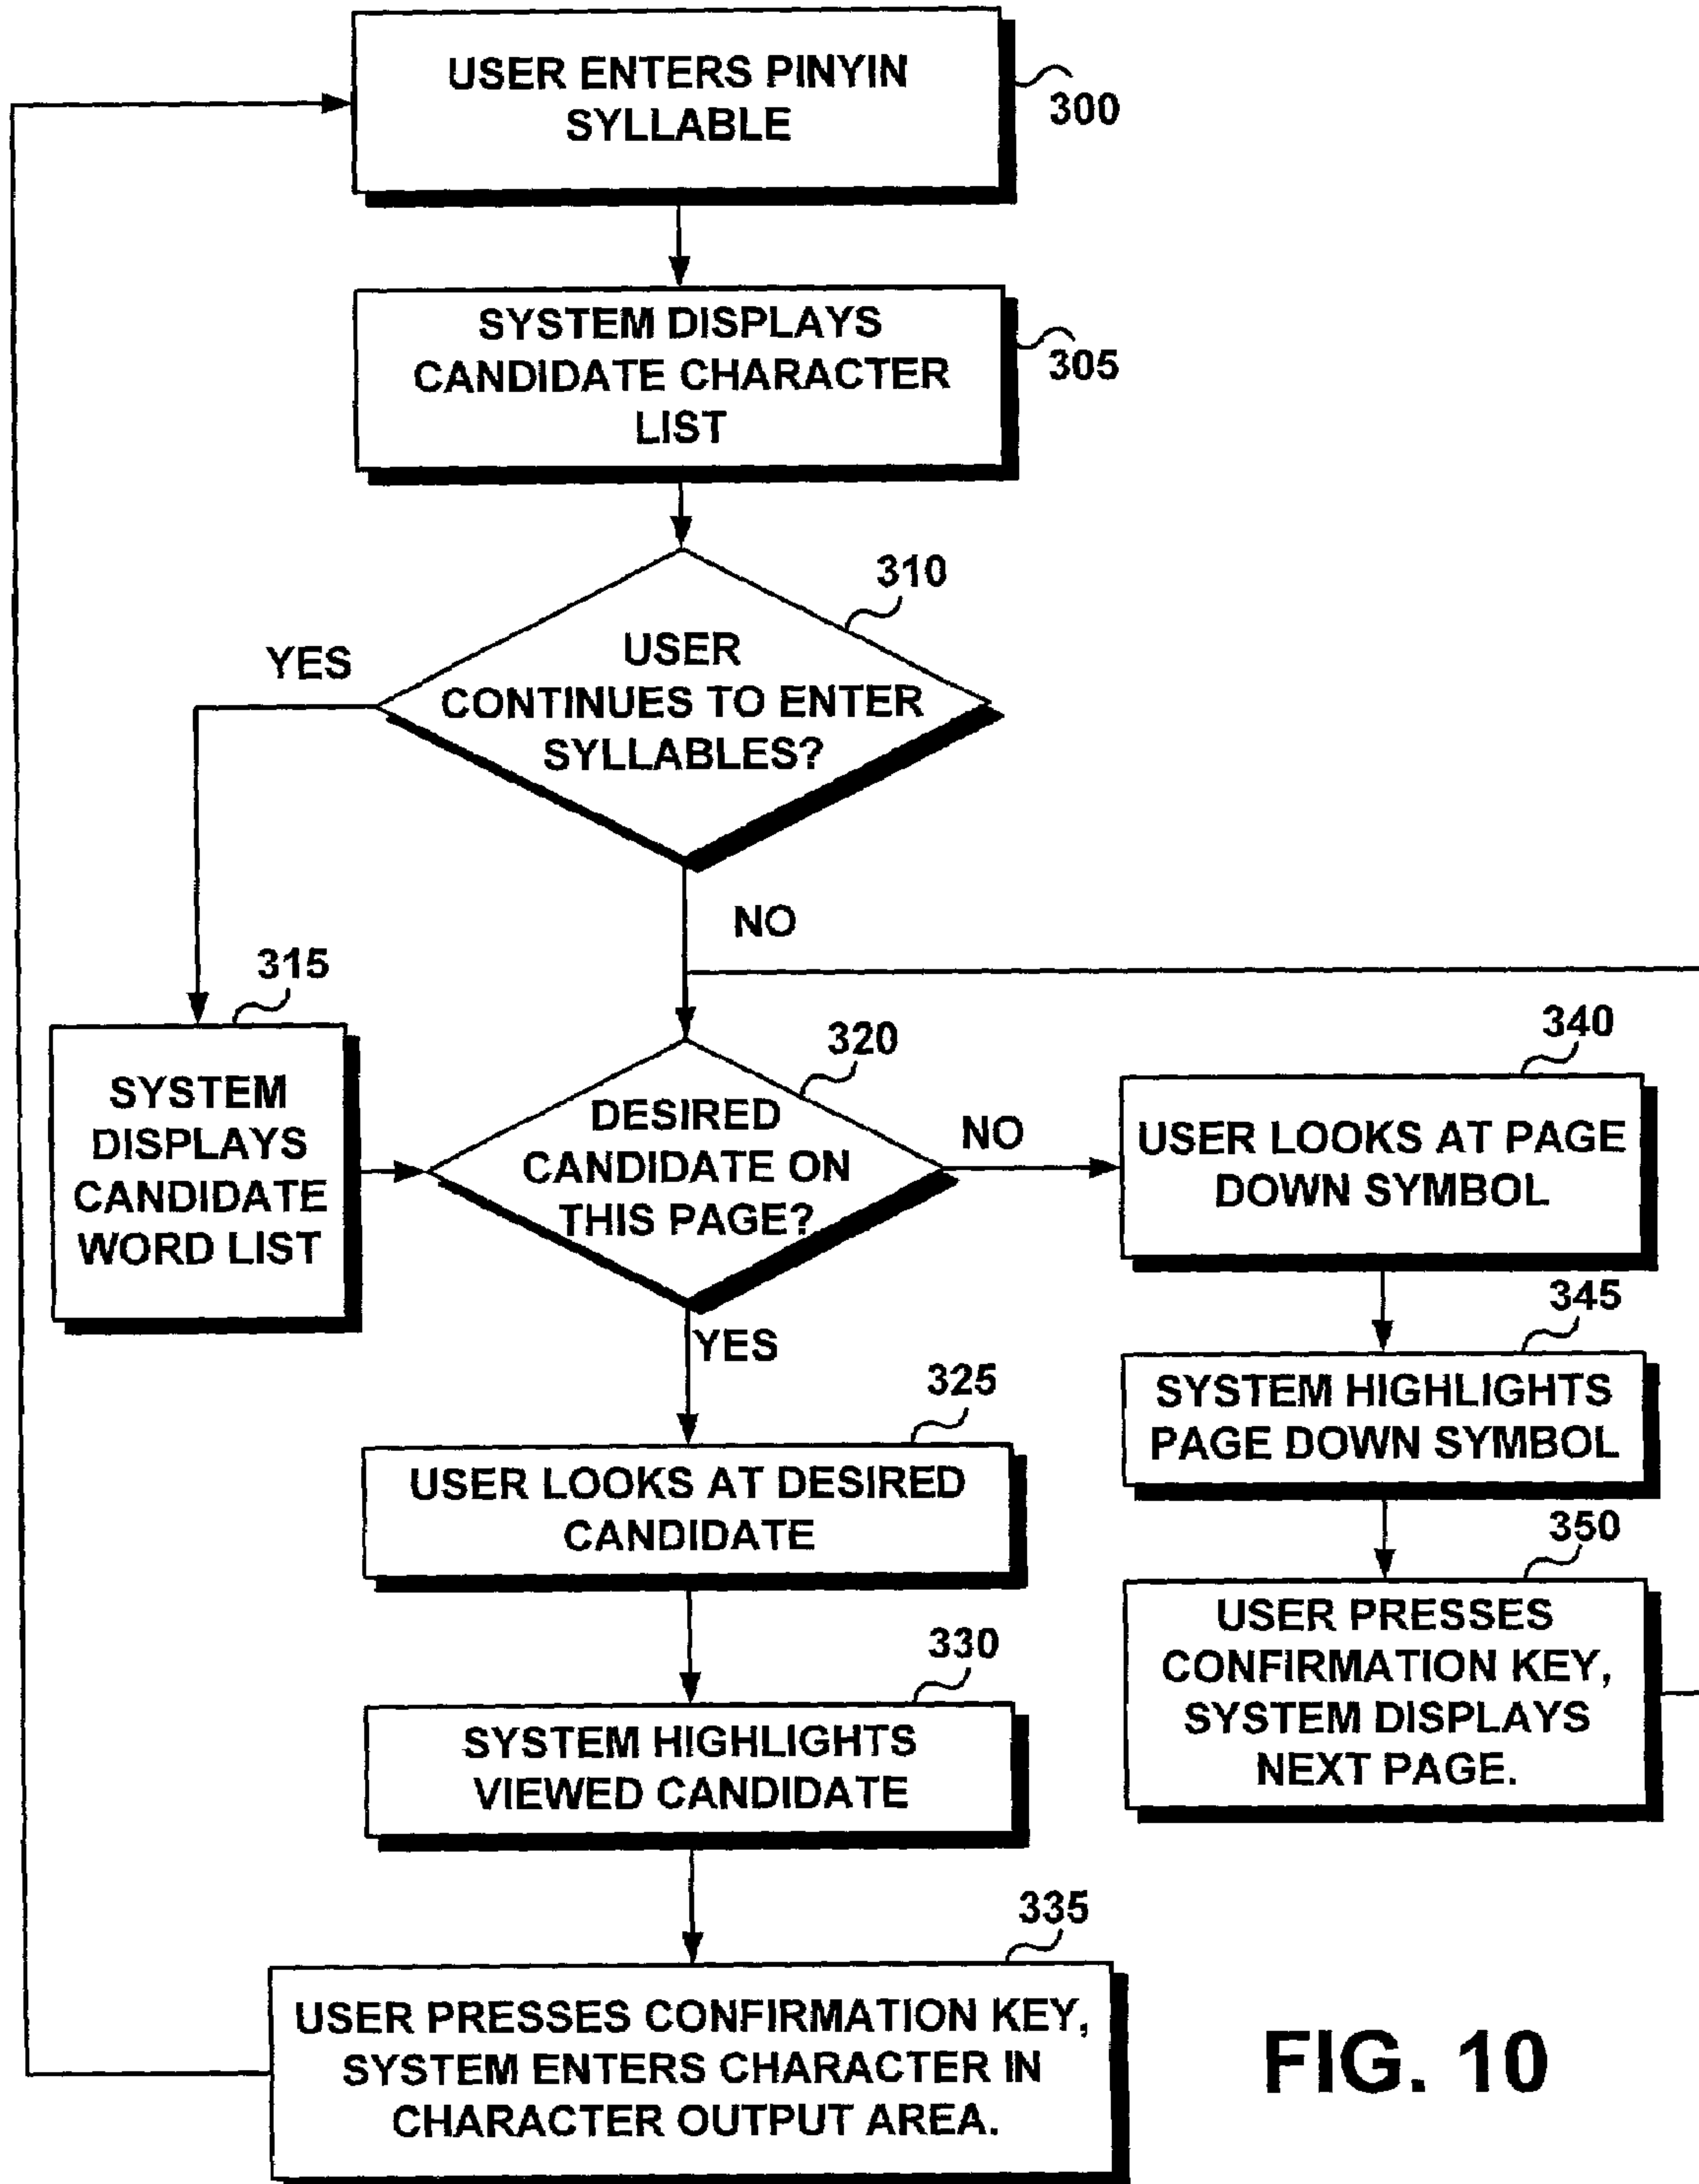 USER ENTERS PINYIN
SYLLABLE
300
SYSTEM DISPLAYS
CANDIDATE CHARACTER
LIST
305
310
USER
CONTINUES TO ENTER
SYLLABLES?
YES
NO
315
SYSTEM
DISPLAYS
CANDIDATE
WORD LIST
320
DESIRED
CANDIDATE ON
THIS PAGE?
NO
YES
340
USER LOOKS AT PAGE
DOWN SYMBOL
345
SYSTEM HIGHLIGHTS
PAGE DOWN SYMBOL
350
USER PRESSES
CONFIRMATION KEY,
SYSTEM DISPLAYS
NEXT PAGE.
325
USER LOOKS AT DESIRED
CANDIDATE
330
SYSTEM HIGHLIGHTS
VIEWED CANDIDATE
335
USER PRESSES CONFIRMATION KEY,
SYSTEM ENTERS CHARACTER IN
CHARACTER OUTPUT AREA.
FIG. 10